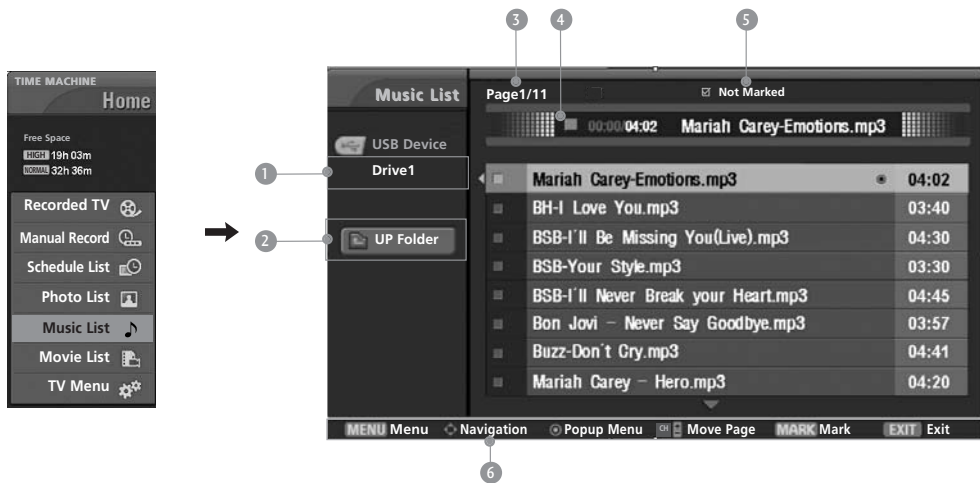 TIME MACHINE
Home
Free Space
HIGH 19h 03m
NORMAL 32h 36m
Recorded TV
Manual Record
Schedule List
Photo List
Music List
Movie List
TV Menu
3
4
5
Music List
Page1/11
Not Marked
00:00/04:02 Mariah Carey-Emotions.mp3
USB Device
1
Drive1
2
UP Folder
Mariah Carey-Emotions.mp3 04:02
BH-I Love You.mp3 03:40
BSB-I'll Be Missing You(Live).mp3 04:30
BSB-Your Style.mp3 03:30
BSB-I'll Never Break your Heart.mp3 04:45
Bon Jovi - Never Say Goodbye.mp3 03:57
Buzz-Don't Cry.mp3 04:41
Mariah Carey - Hero.mp3 04:20
MENU Menu Navigation Popup Menu CH Move Page MARK Mark EXIT Exit
6